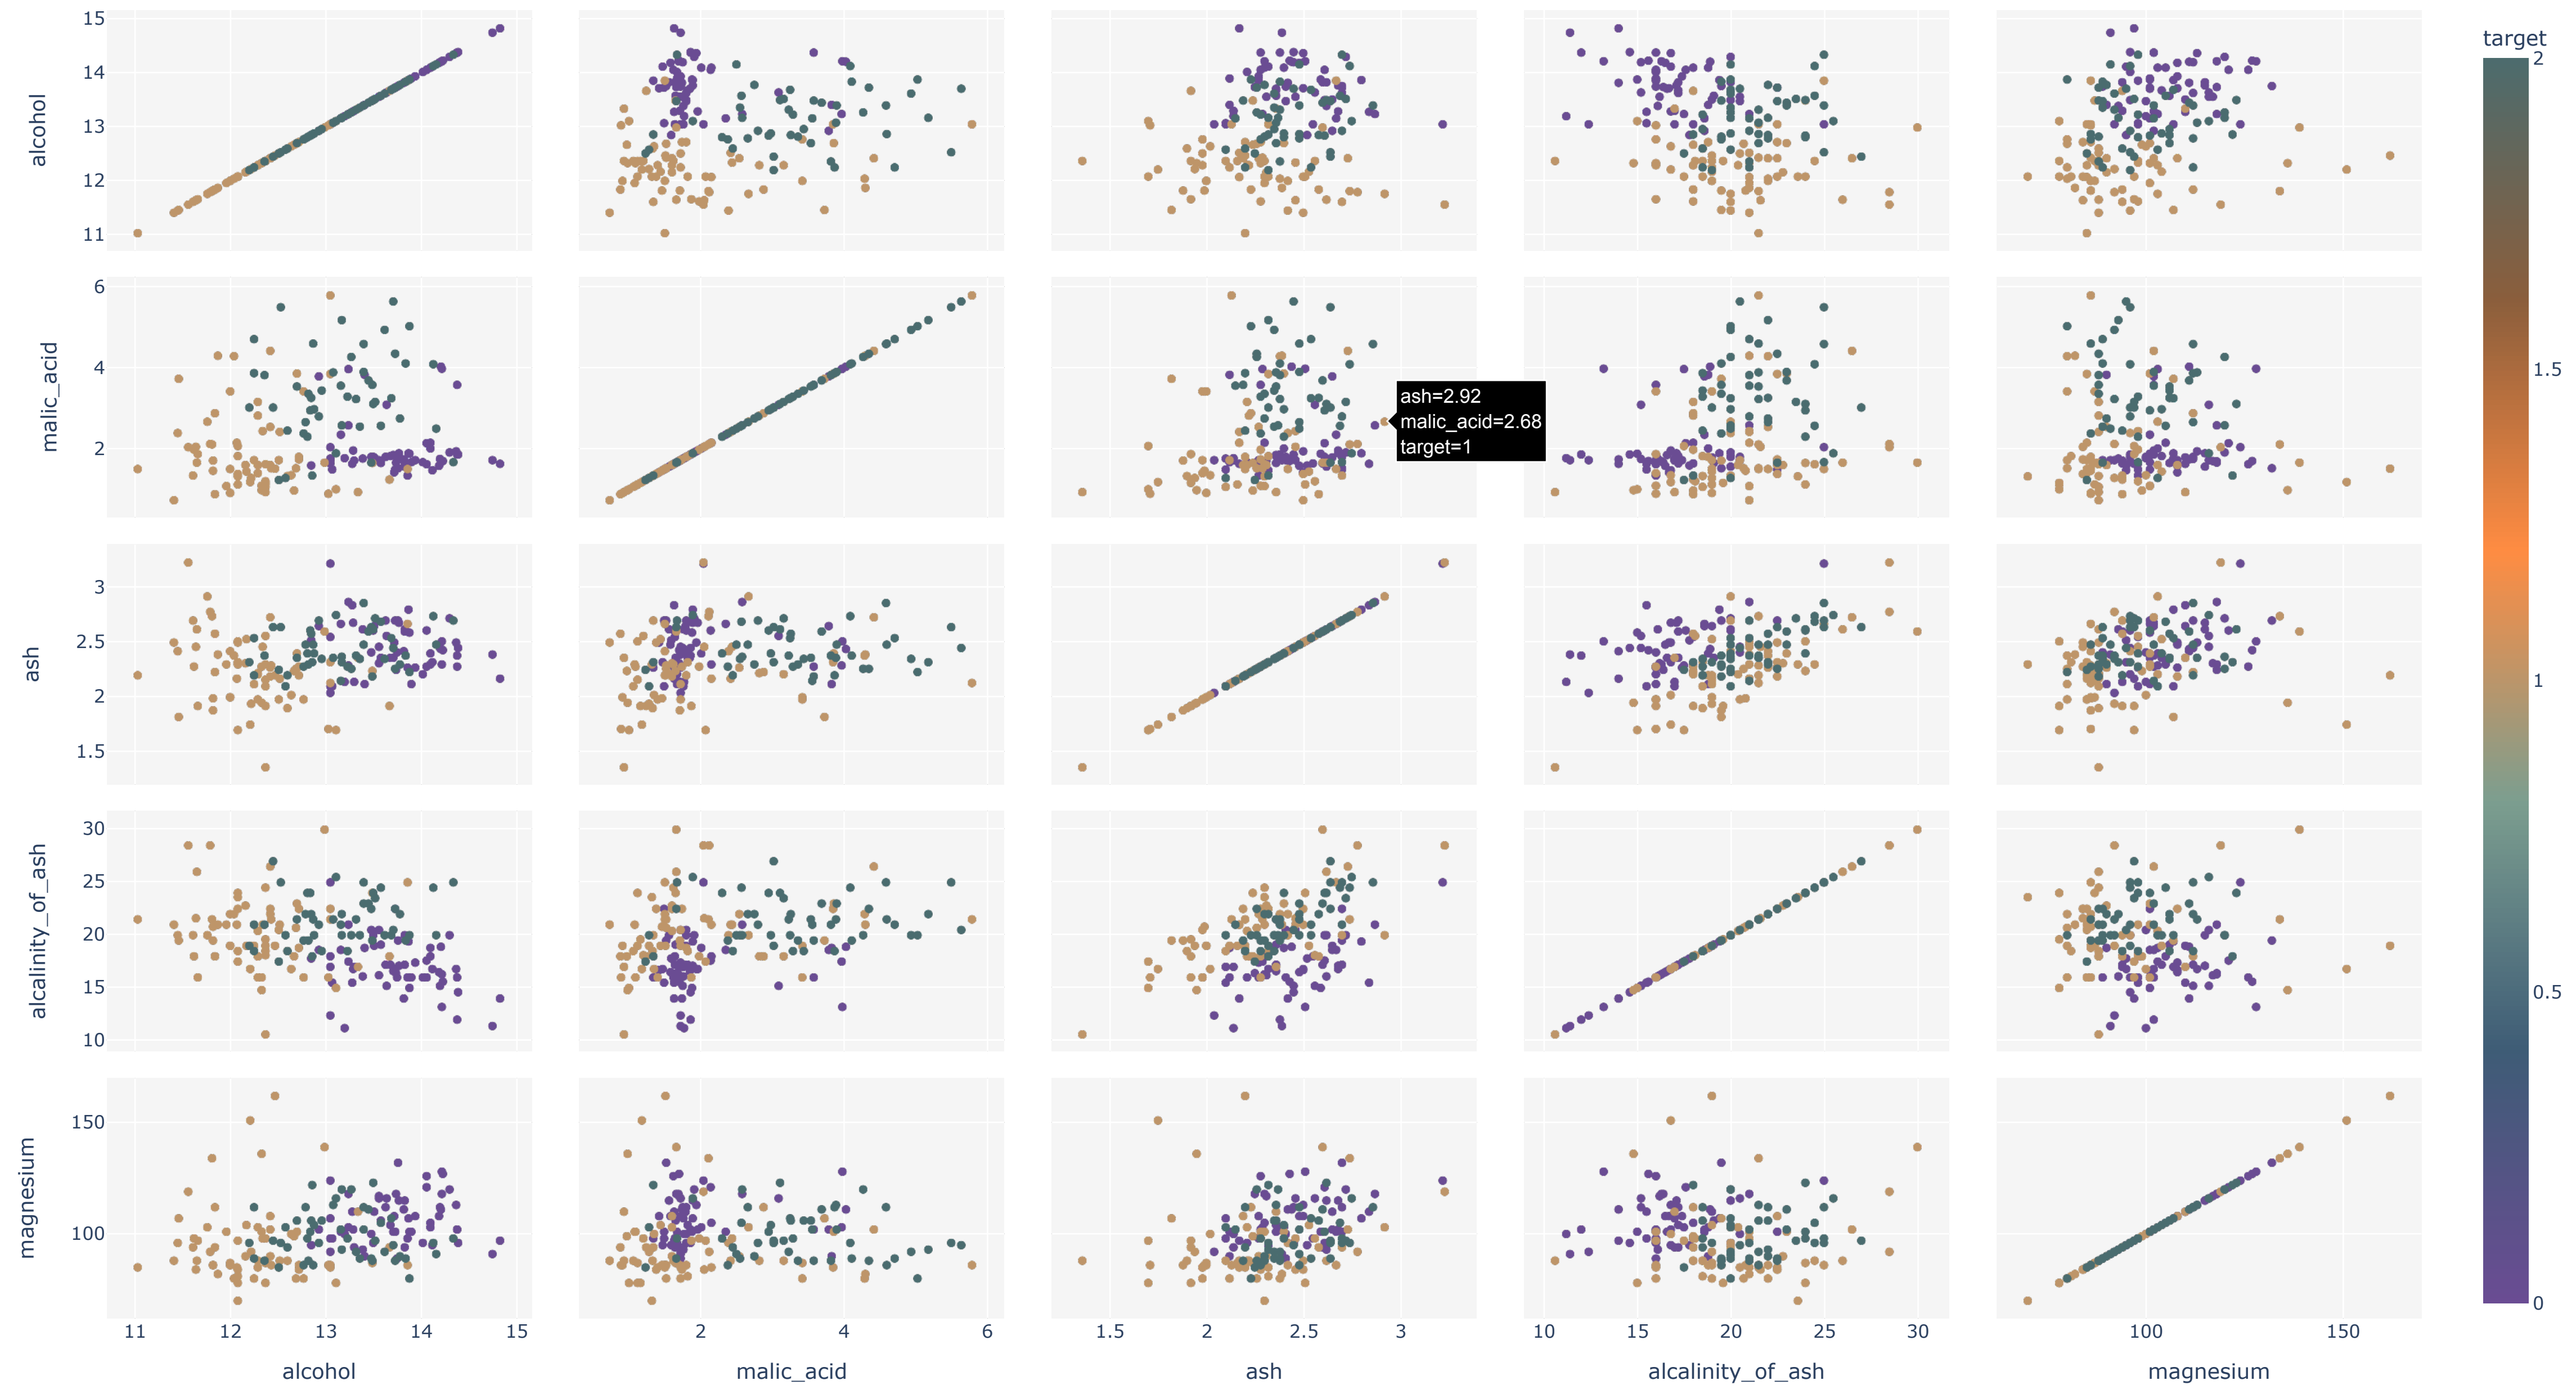 15
14
13
12
11
alcohol
6
4
2
malic_acid
ash=2.92
malic_acid=2.68
target=1
3
2.5
2
1.5
ash
30
25
20
15
10
alcalinity_of_ash
150
100
magnesium
11 12 13 14 15
alcohol
2 4 6
malic_acid
1.5 2 2.5 3
ash
10 15 20 25 30
alcalinity_of_ash
100 150
magnesium
target
2
1.5
1
0.5
0